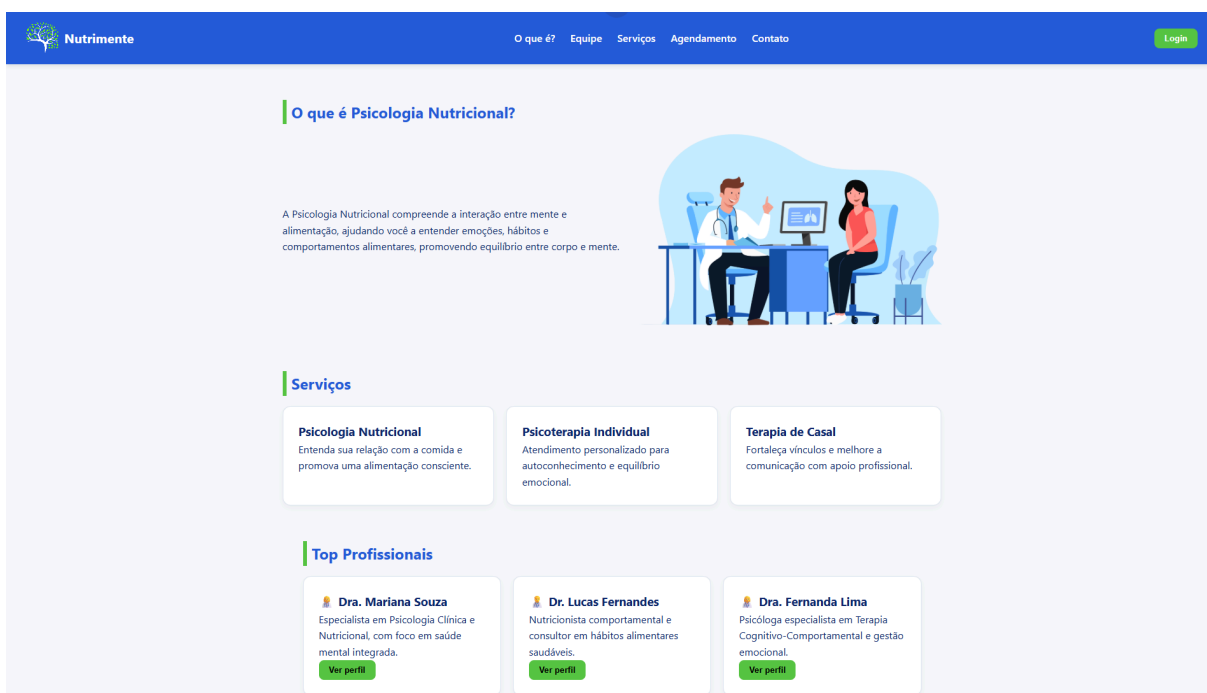 Nutrimente
O que é?
Equipe
Serviços
Agendamento
Contato
Login
O que é Psicologia Nutricional?
A Psicologia Nutricional compreende a interação entre mente e
alimentação, ajudando você a entender emoções, hábitos e
comportamentos alimentares, promovendo equilíbrio entre corpo e mente.
Serviços
Psicologia Nutricional
Entenda sua relação com a comida e
promova uma alimentação consciente.
Psicoterapia Individual
Atendimento personalizado para
autoconhecimento e equilíbrio
emocional.
Terapia de Casal
Fortaleça vínculos e melhore a
comunicação com apoio profissional.
Top Profissionais
Dra. Mariana Souza
Especialista em Psicologia Clínica e
Nutricional, com foco em saúde
mental integrada.
Ver perfil
Dr. Lucas Fernandes
Nutricionista comportamental e
consultor em hábitos alimentares
saudáveis.
Ver perfil
Dra. Fernanda Lima
Psicóloga especialista em Terapia
Cognitivo-Comportamental e gestão
emocional.
Ver perfil